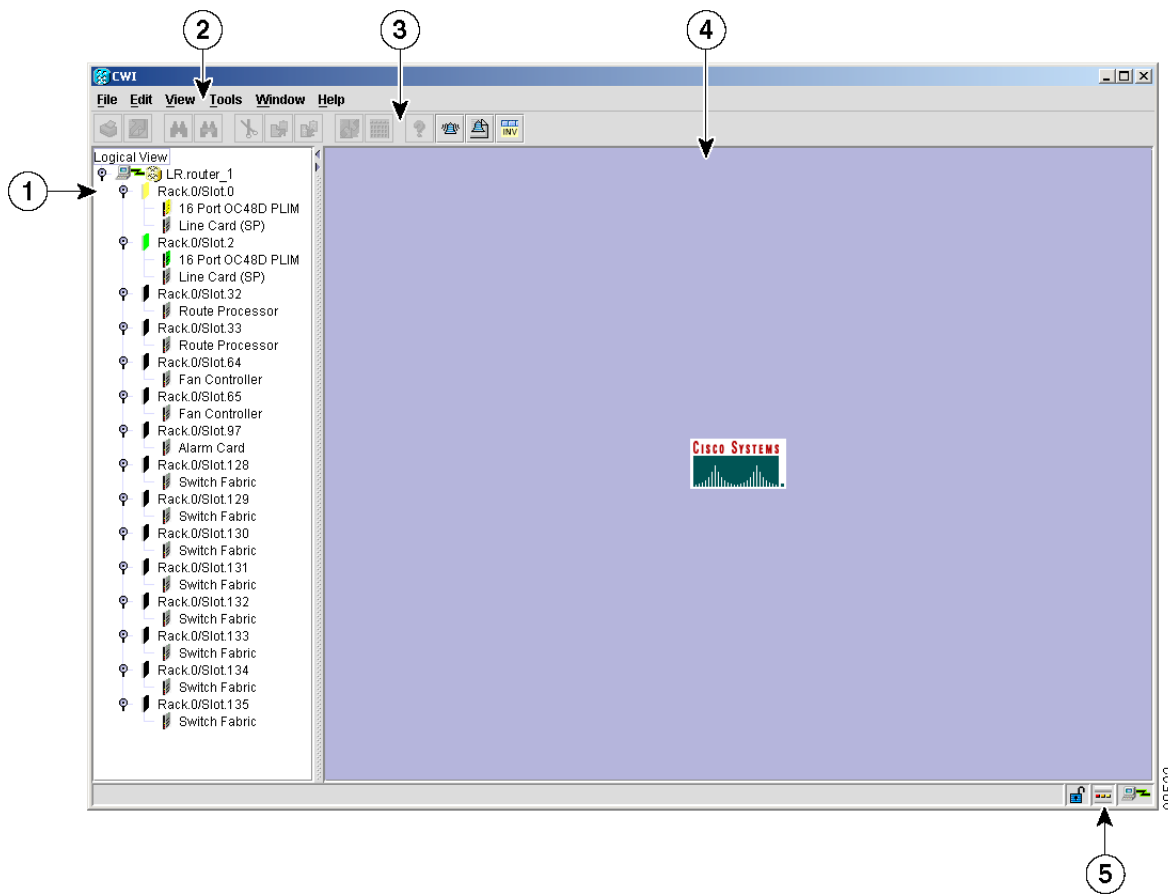 2
3
4
CWI
File Edit View Tools Window Help
INV
Logical View
LR.router_1
1
Rack.0/Slot.0
16 Port OC48D PLIM
Line Card (SP)
Rack.0/Slot.2
16 Port OC48D PLIM
Line Card (SP)
Rack.0/Slot.32
Route Processor
Rack.0/Slot.33
Route Processor
Rack.0/Slot.64
Fan Controller
Rack.0/Slot.65
Fan Controller
Rack.0/Slot.97
Alarm Card
Rack.0/Slot.128
Switch Fabric
Rack.0/Slot.129
Switch Fabric
Rack.0/Slot.130
Switch Fabric
Rack.0/Slot.131
Switch Fabric
Rack.0/Slot.132
Switch Fabric
Rack.0/Slot.133
Switch Fabric
Rack.0/Slot.134
Switch Fabric
Rack.0/Slot.135
Switch Fabric
CISCO SYSTEMS
5